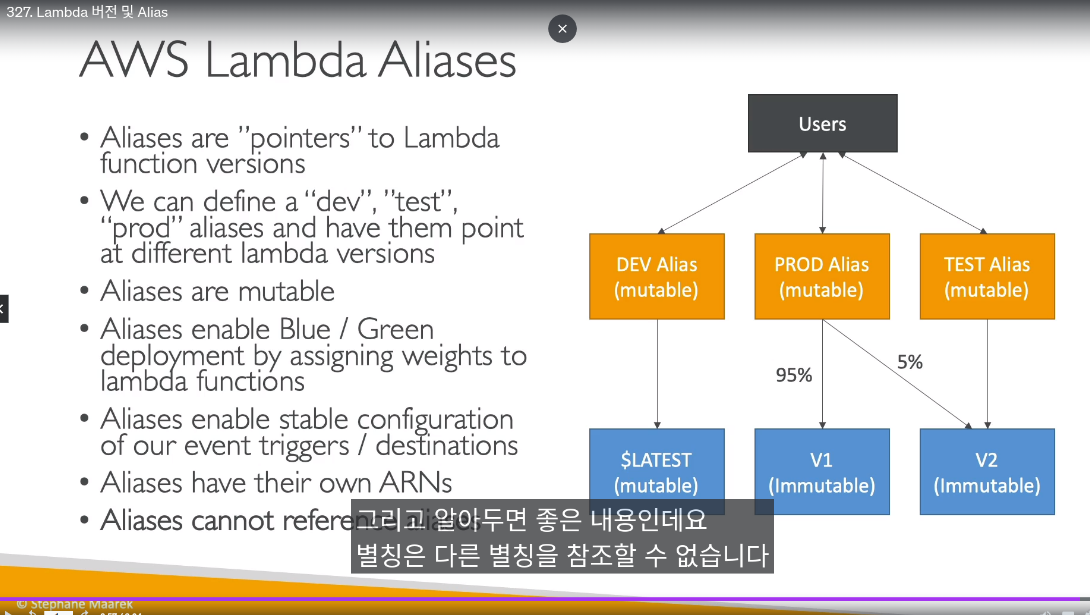 327. Lambda 버전 및 Alias
AWS Lambda Aliases
• Aliases are ”pointers” to Lambda
function versions
• We can define a “dev”, ”test”,
“prod” aliases and have them point
at different lambda versions
• Aliases are mutable
• Aliases enable Blue / Green
deployment by assigning weights to
lambda functions
• Aliases enable stable configuration
of our event triggers / destinations
• Aliases have their own ARNs
• Aliases cannot reference aliases
Users
DEV Alias
(mutable)
PROD Alias
(mutable)
TEST Alias
(mutable)
95%
5%
$LATEST
(mutable)
V1
(Immutable)
V2
(Immutable)
그리고 알아두면 좋은 내용인데요
별칭은 다른 별칭을 참조할 수 없습니다
© Stephane Maarek